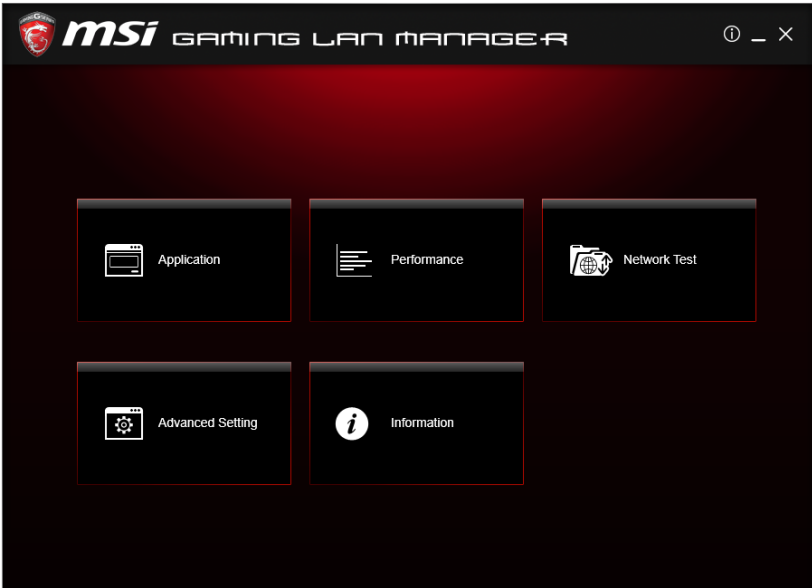 msi GAMING LAN MANAGER
Application
Performance
Network Test
Advanced Setting
Information